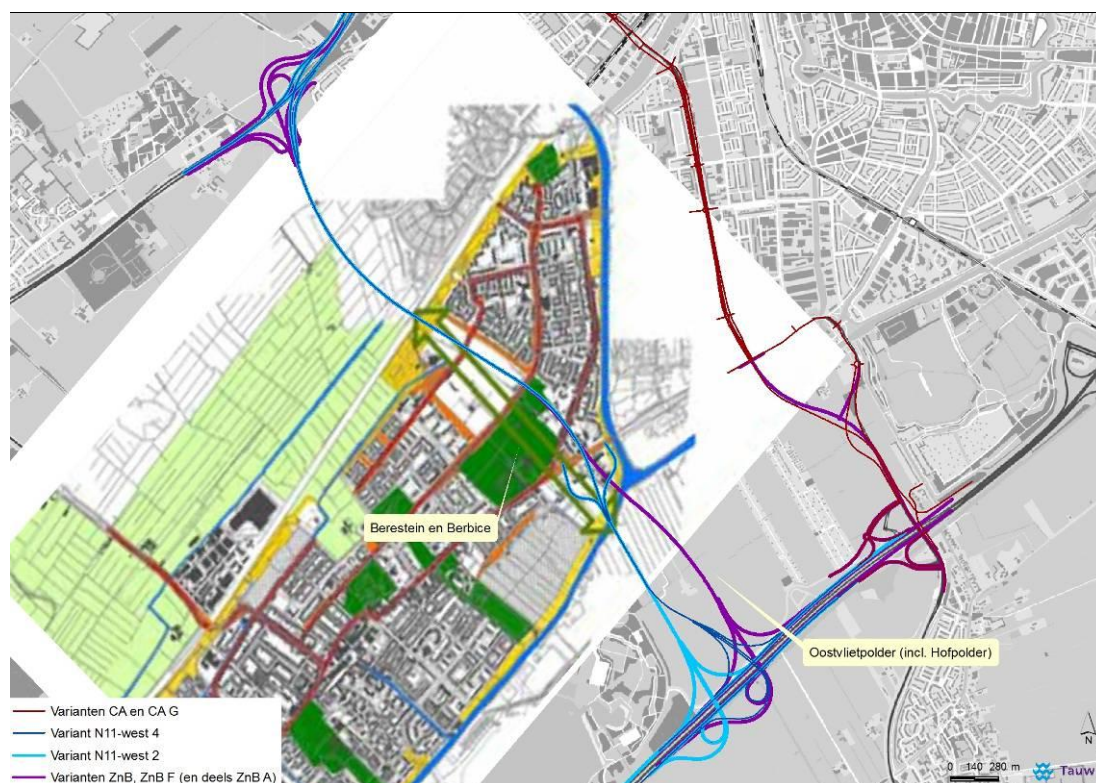 Berestein en Berbice
Oostvlietpolder (incl. Hofpolder)
Varianten CA en CA G
Variant N11-west 4
Variant N11-west 2
Varianten ZnB, ZnB F (en deels ZnB A)
N
0 140 280 m
Tauw